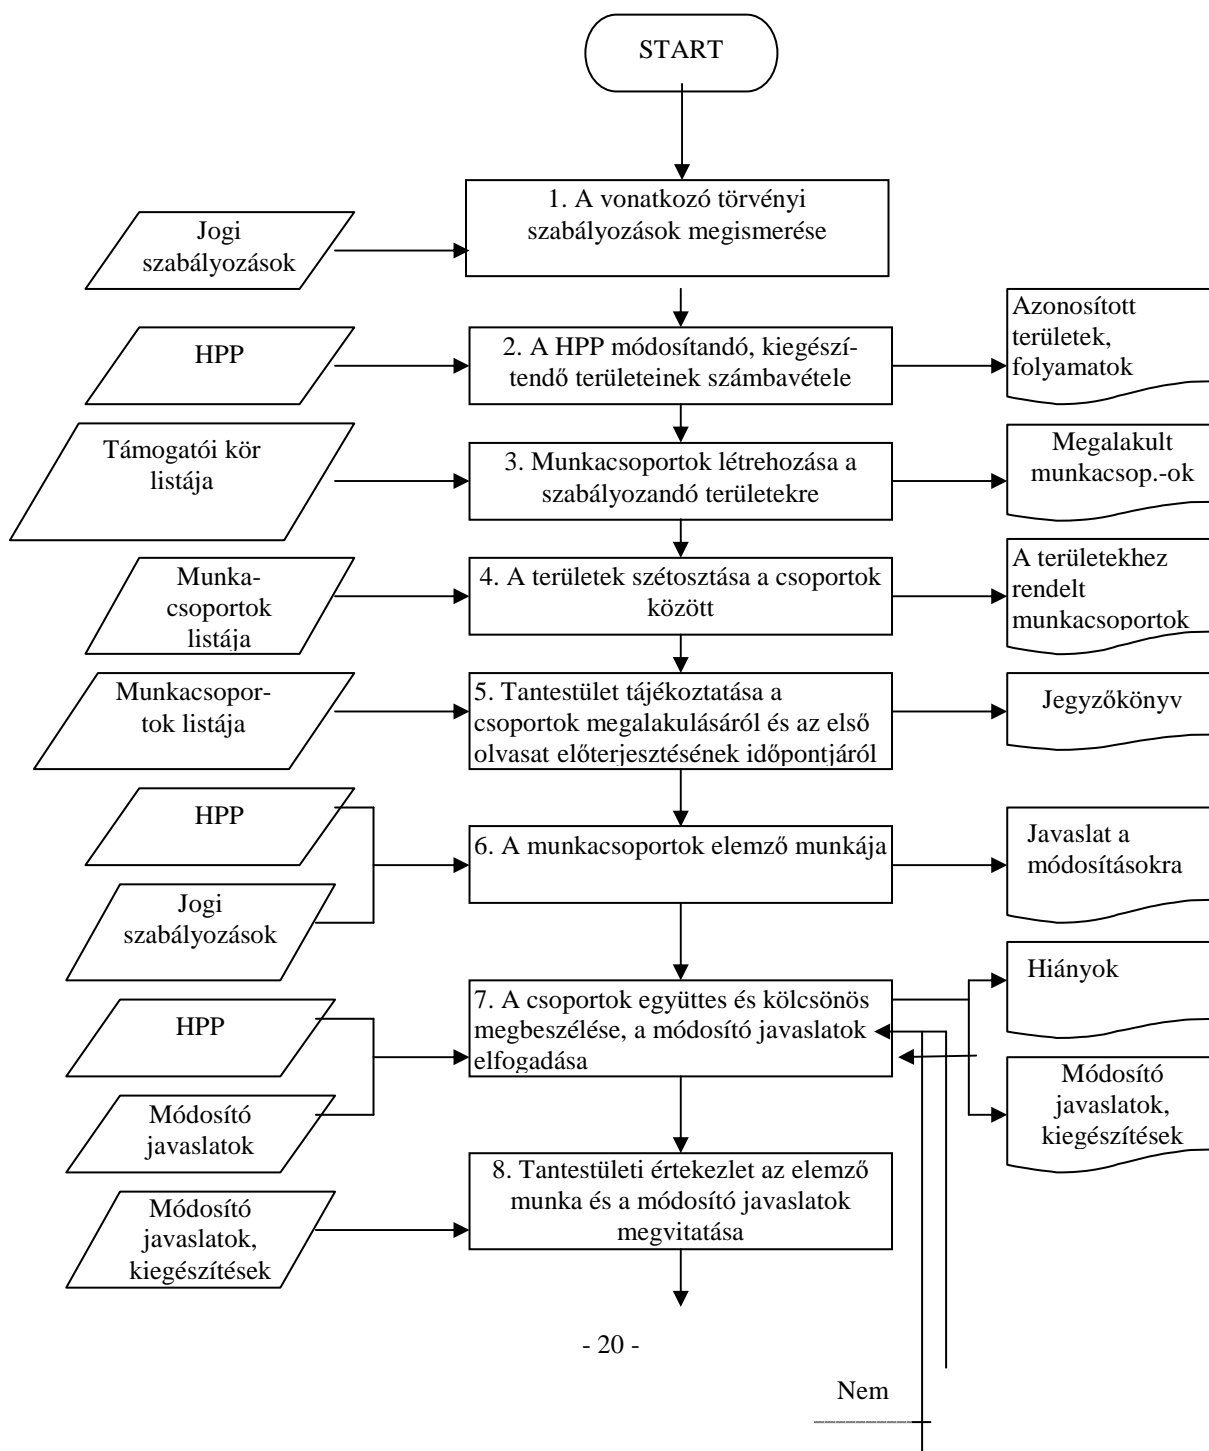 START
1. A vonatkozó törvényi
szabályozások megismerése
Jogi
szabályozások
HPP
2. A HPP módosítandó, kiegészí-
tendő területeinek számbavétele
Azonosított
területek,
folyamatok
Támogatói kör
listája
3. Munkacsoportok létrehozása a
szabályozandó területekre
Megalakult
munkacsop.-ok
Munka-
csoportok
listája
4. A területek szétosztása a csoportok
között
A területekhez
rendelt
munkacsoportok
Munkacsopor-
tok listája
5. Tantestület tájékoztatása a
csoportok megalakulásáról és az első
olvasat előterjesztésének időpontjáról
Jegyzőkönyv
HPP
Jogi
szabályozások
6. A munkacsoportok elemző munkája
Javaslat a
módosításokra
HPP
Módosító
javaslatok
7. A csoportok együttes és kölcsönös
megbeszélése, a módosító javaslatok
elfogadása
Hiányok
Módosító
javaslatok,
kiegészítések
Módosító
javaslatok,
kiegészítések
8. Tantestületi értekezlet az elemző
munka és a módosító javaslatok
megvitatása
- 20 -
Nem